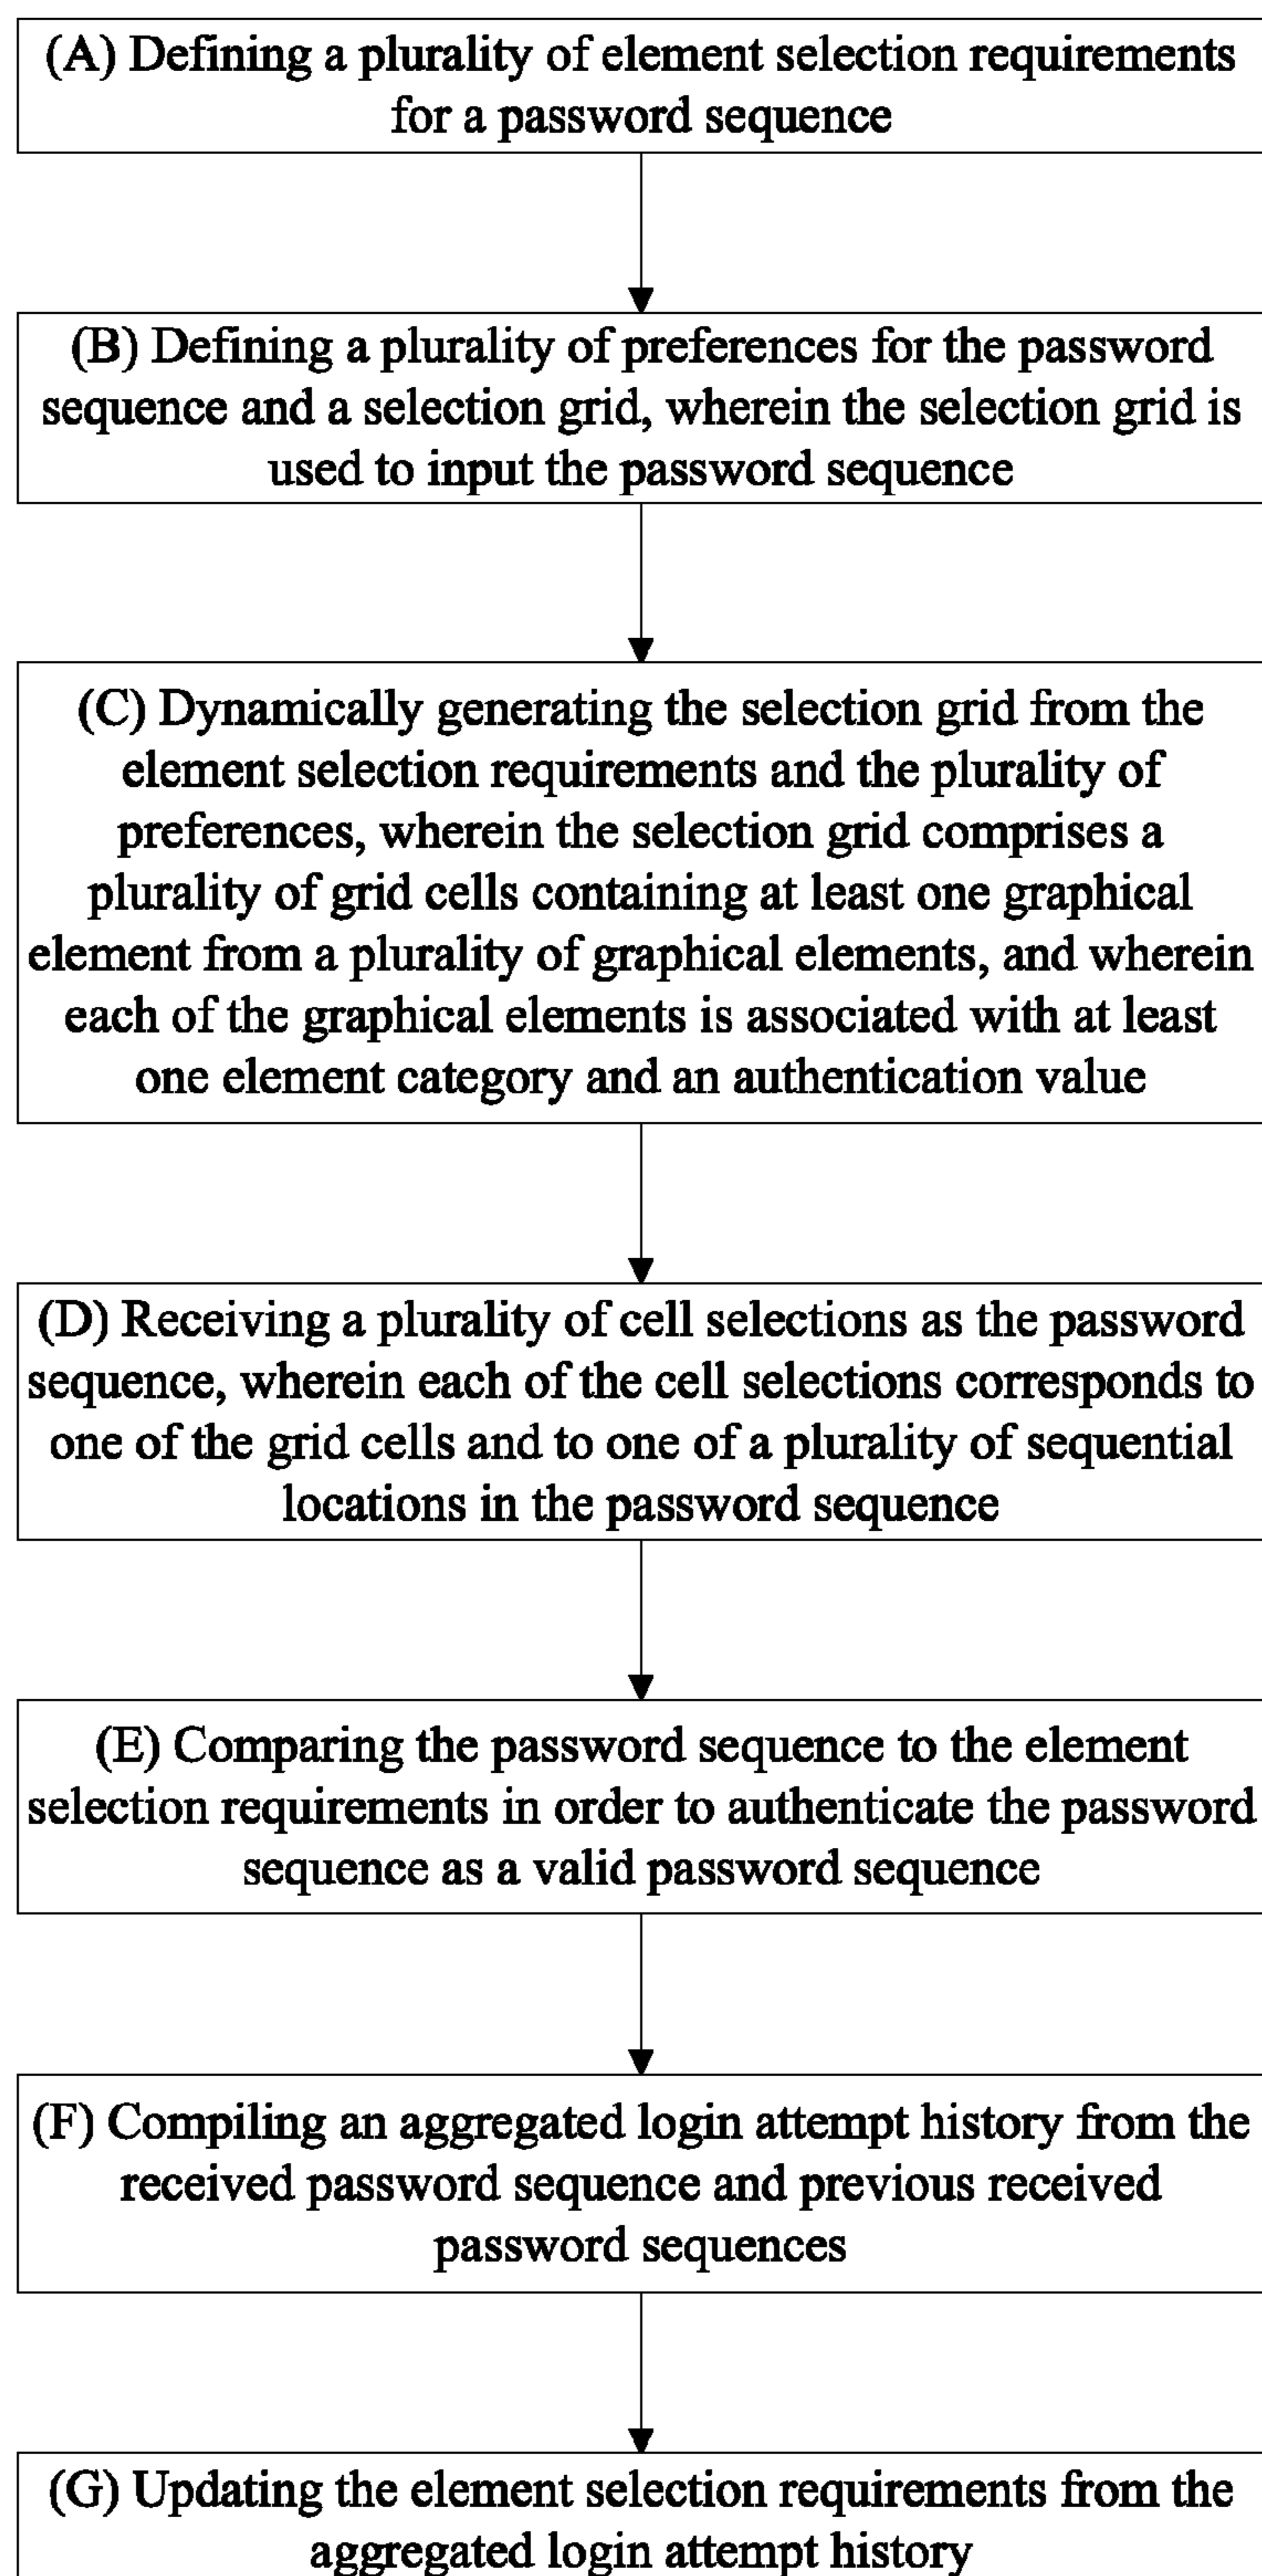 (A) Defining a plurality of element selection requirements
for a password sequence
(B) Defining a plurality of preferences for the password
sequence and a selection grid, wherein the selection grid is
used to input the password sequence
(C) Dynamically generating the selection grid from the
element selection requirements and the plurality of
preferences, wherein the selection grid comprises a
plurality of grid cells containing at least one graphical
element from a plurality of graphical elements, and wherein
each of the graphical elements is associated with at least
one element category and an authentication value
(D) Receiving a plurality of cell selections as the password
sequence, wherein each of the cell selections corresponds to
one of the grid cells and to one of a plurality of sequential
locations in the password sequence
(E) Comparing the password sequence to the element
selection requirements in order to authenticate the password
sequence as a valid password sequence
(F) Compiling an aggregated login attempt history from the
received password sequence and previous received
password sequences
(G) Updating the element selection requirements from the
aggregated login attempt history